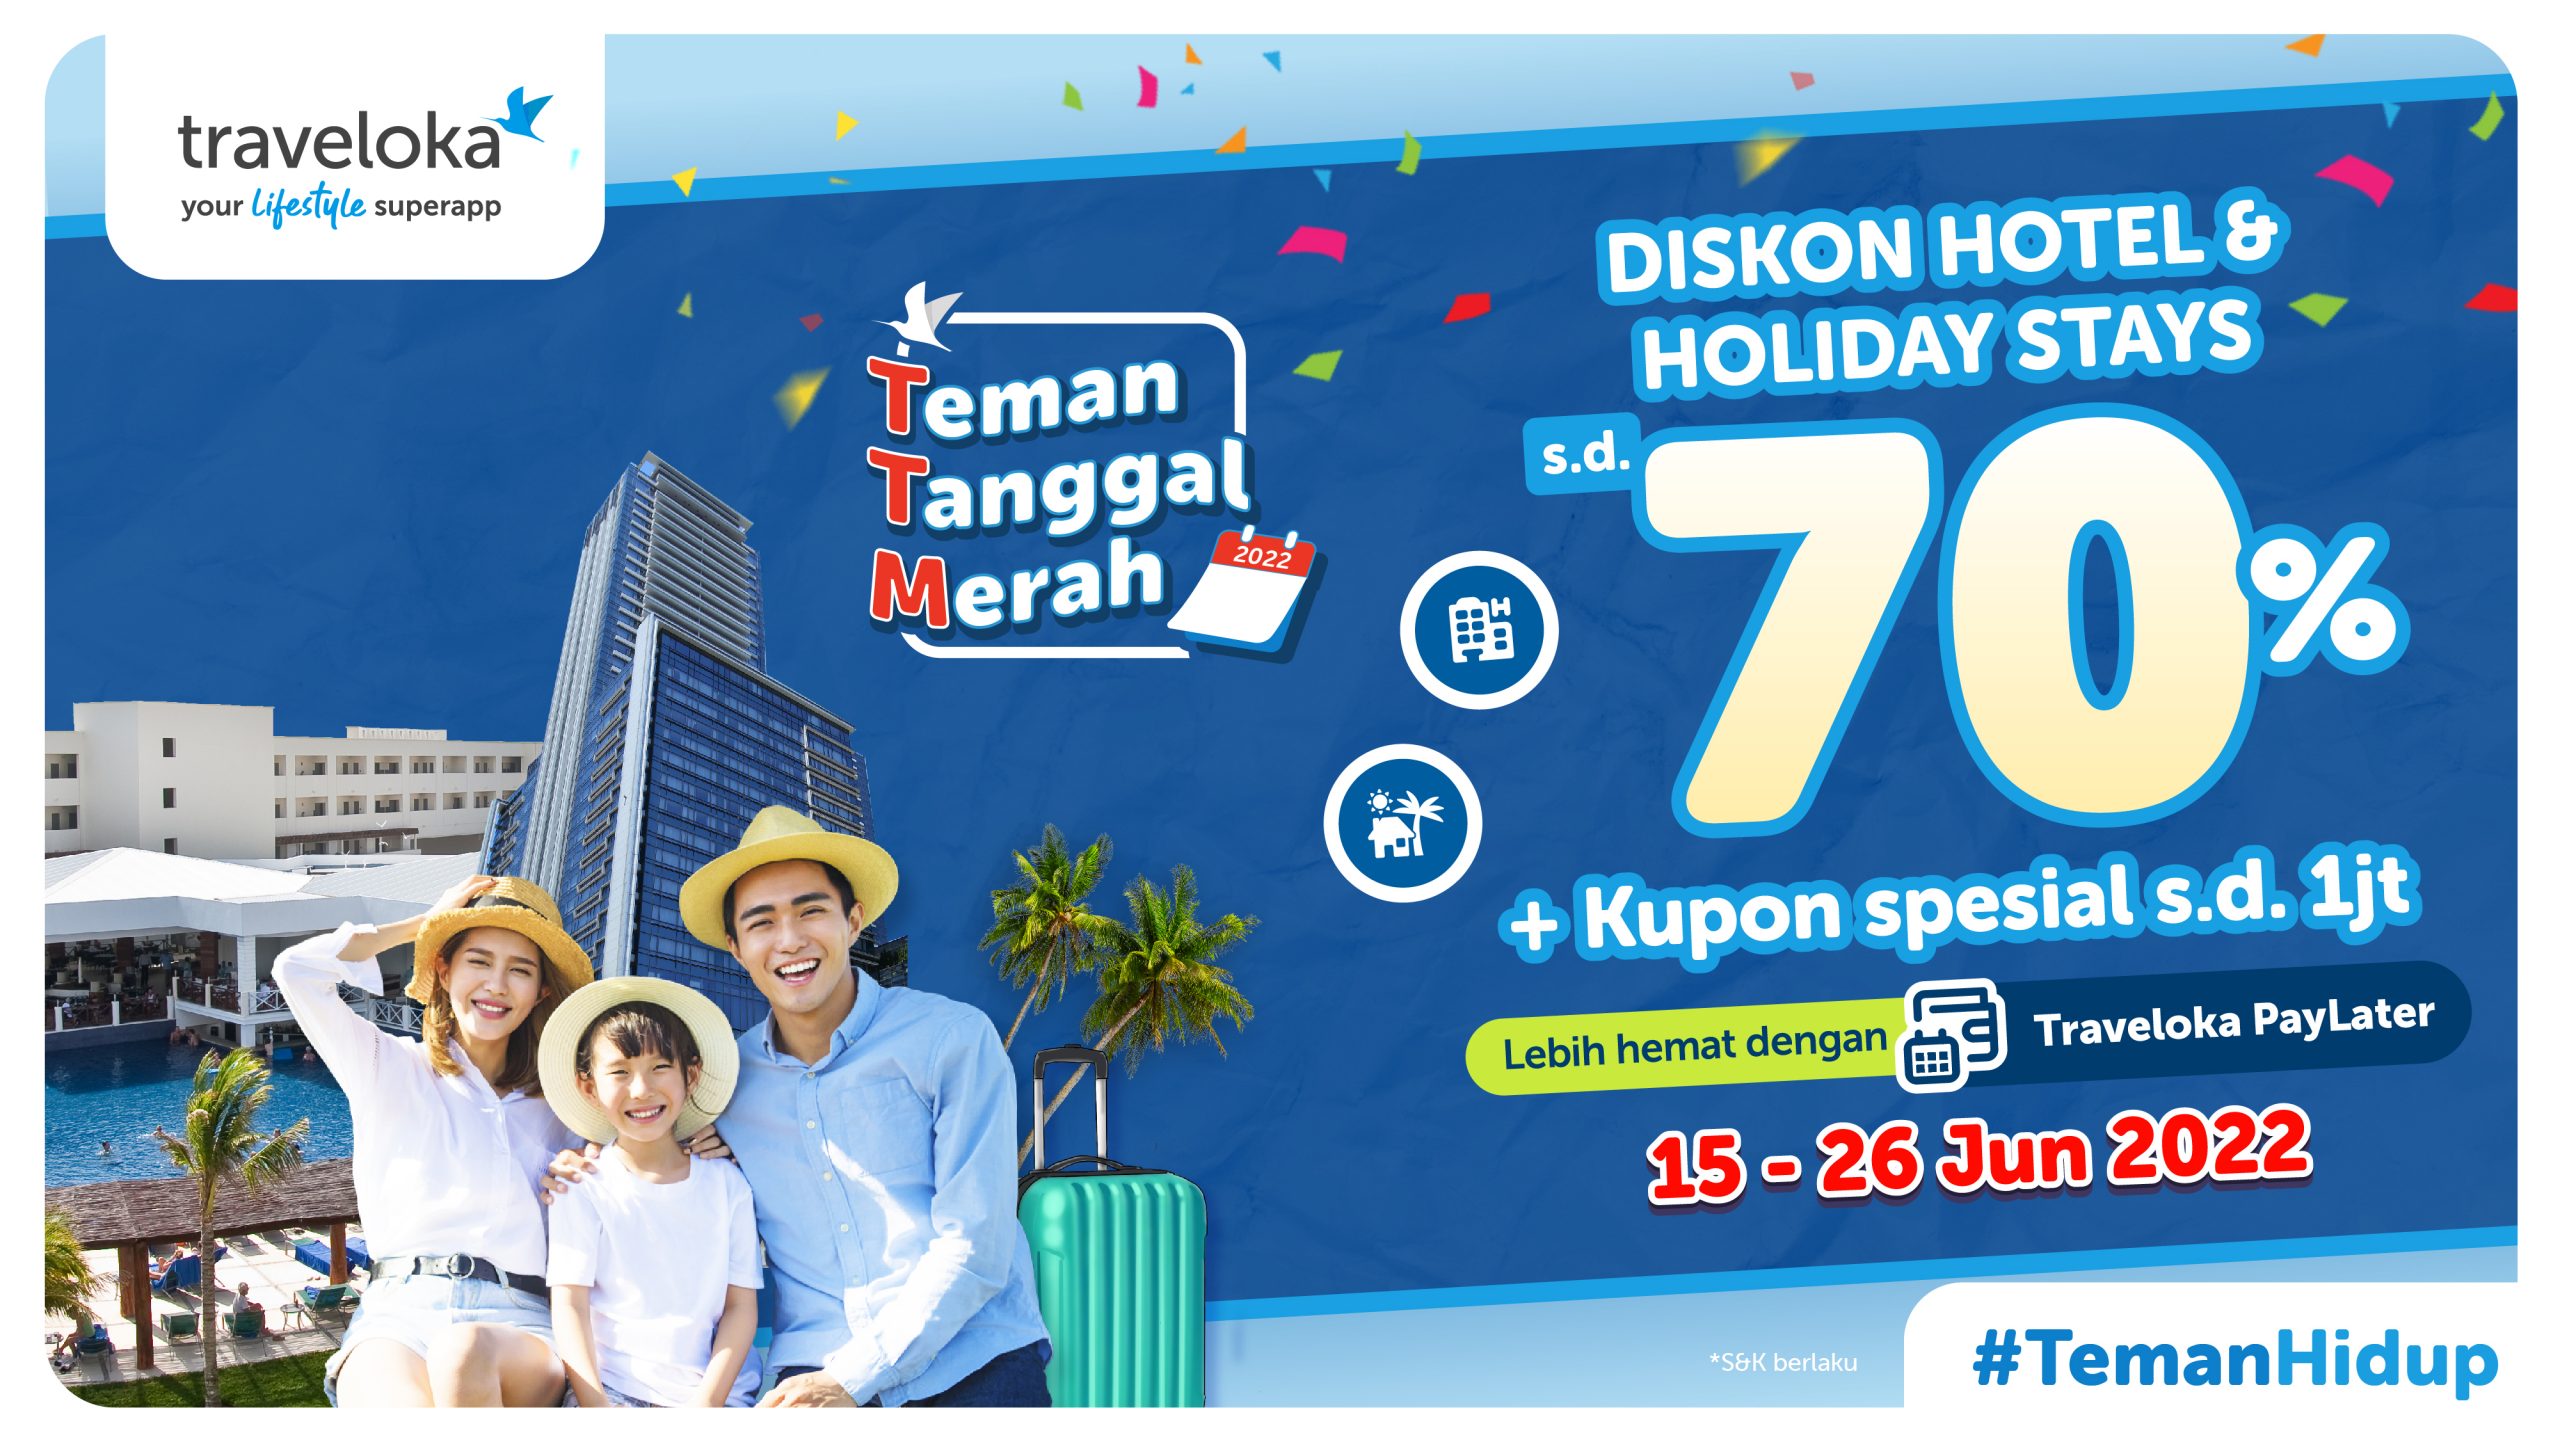 traveloka
your lifestyle superapp
Teman
Tanggal
Merah
2022
DISKON HOTEL &
HOLIDAY STAYS
s.d.
70%
H
+ Kupon spesial s.d. 1jt
Lebih hemat dengan Traveloka PayLater
15 - 26 Jun 2022
*S&K berlaku
#TemanHidup